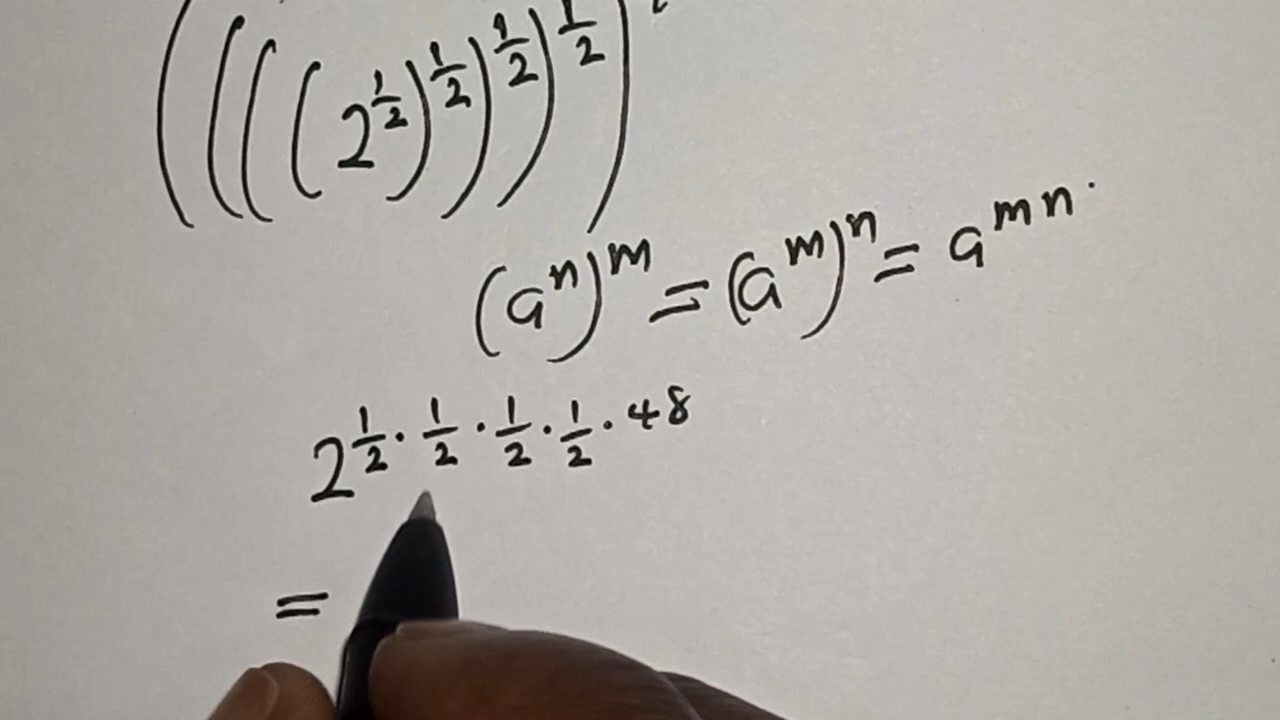 ((((2^{1/2})^{1/2})^{1/2})^{1/2})
(a^n)^m = (a^m)^n = a^{mn}.
2^{1/2 · 1/2 · 1/2 · 1/2 · 48}
=